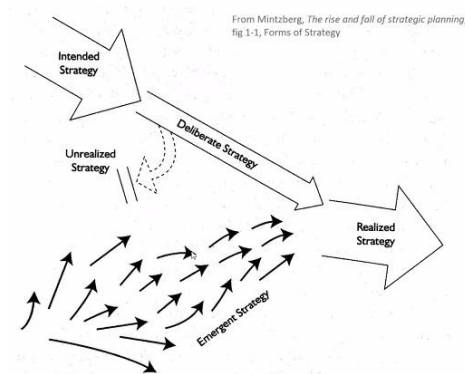 From Mintzberg, The rise and fall of strategic planning,
fig 1-1, Forms of Strategy
Intended
Strategy
Deliberate Strategy
Unrealized
Strategy
Realized
Strategy
Emergent Strategy